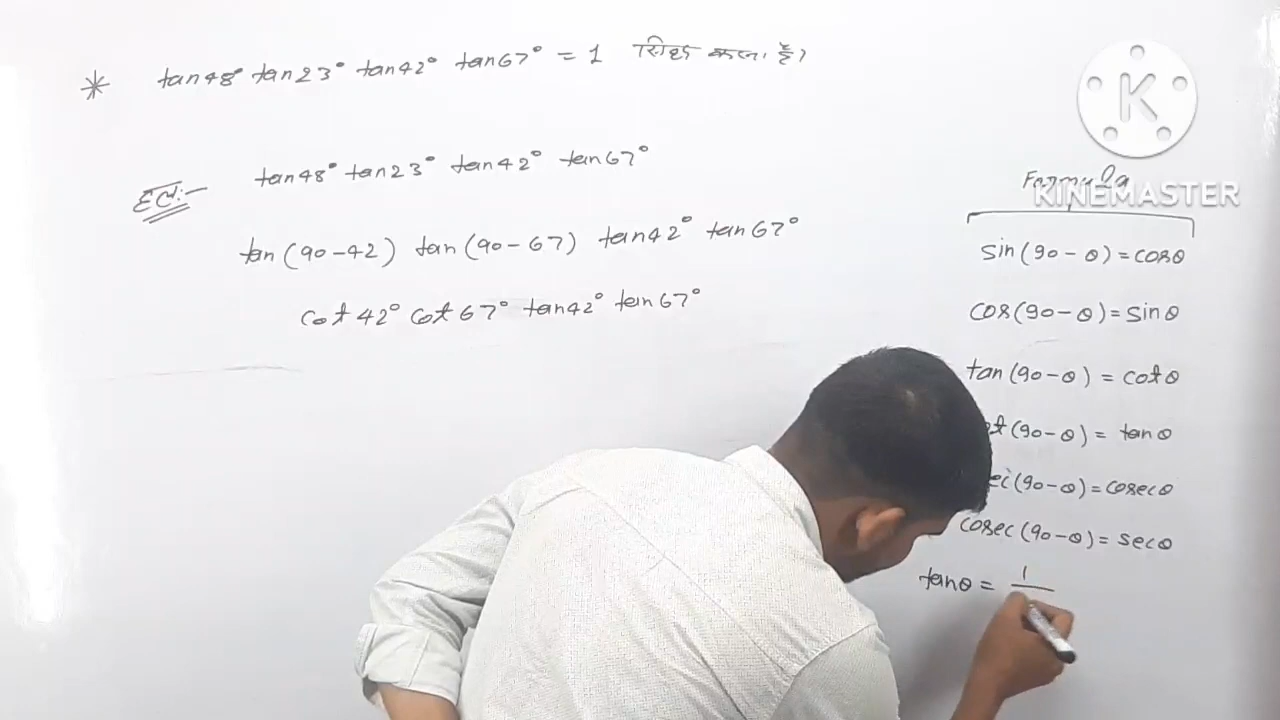 * tan48° tan23° tan42° tan67° = 1 सिद्ध करना है।
tan48° tan23° tan42° tan67°
tan(90-42) tan(90-67) tan42° tan67°
cot42° cot67° tan42° tan67°
K
KINEMASTER
Formula
sin(90-θ)=cosθ
cos(90-θ)=sinθ
tan(90-θ)=cotθ
(90-θ)=tanθ
(90-θ)=cosecθ
cosec(90-θ)=secθ
tanθ = 1